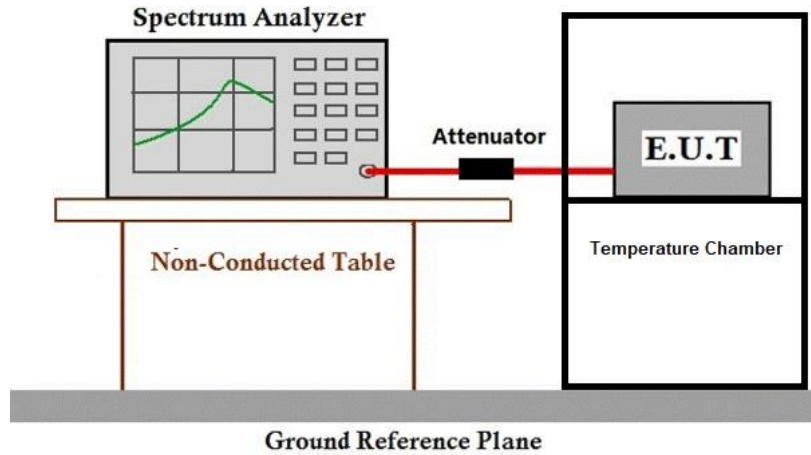 Spectrum Analyzer
Attenuator
E.U.T
Temperature Chamber
Non-Conducted Table
Ground Reference Plane